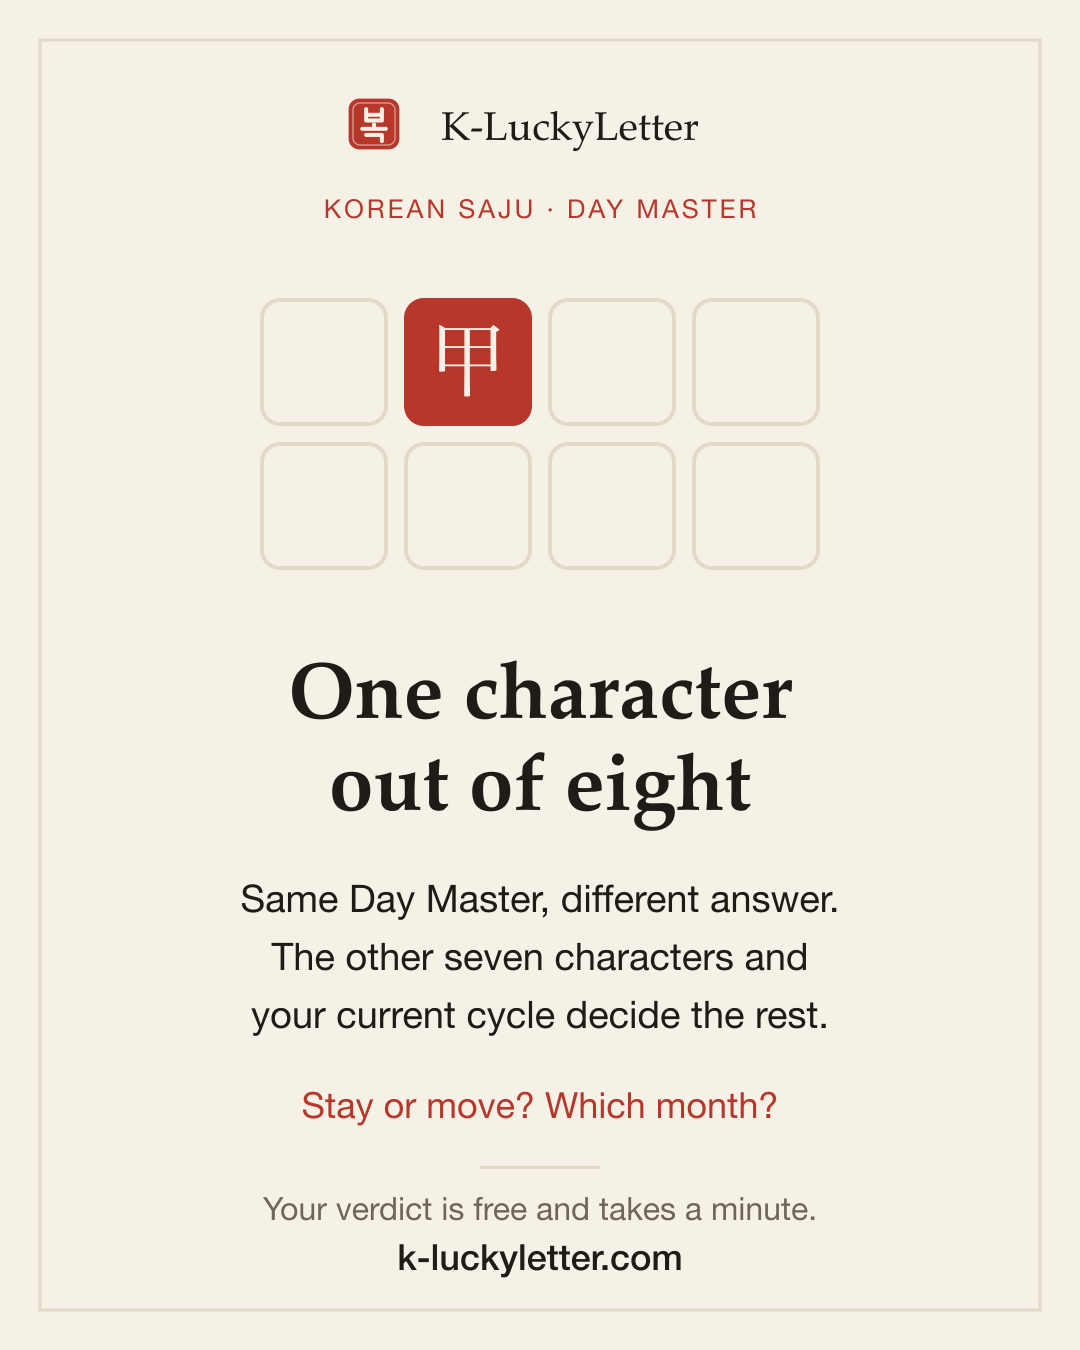 복 K-LuckyLetter
KOREAN SAJU · DAY MASTER
甲
One character
out of eight
Same Day Master, different answer.
The other seven characters and
your current cycle decide the rest.
Stay or move? Which month?
Your verdict is free and takes a minute.
k-luckyletter.com